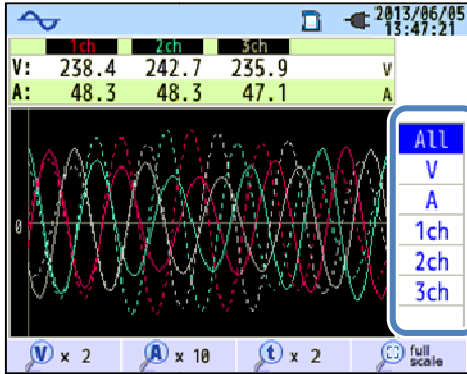 2013/06/05
13:47:21
1ch 2ch 3ch
V: 238.4 242.7 235.9 V
A: 48.3 48.3 47.1 A
0
All
V
A
1ch
2ch
3ch
V x 2 A x 10 t x 2 full scale